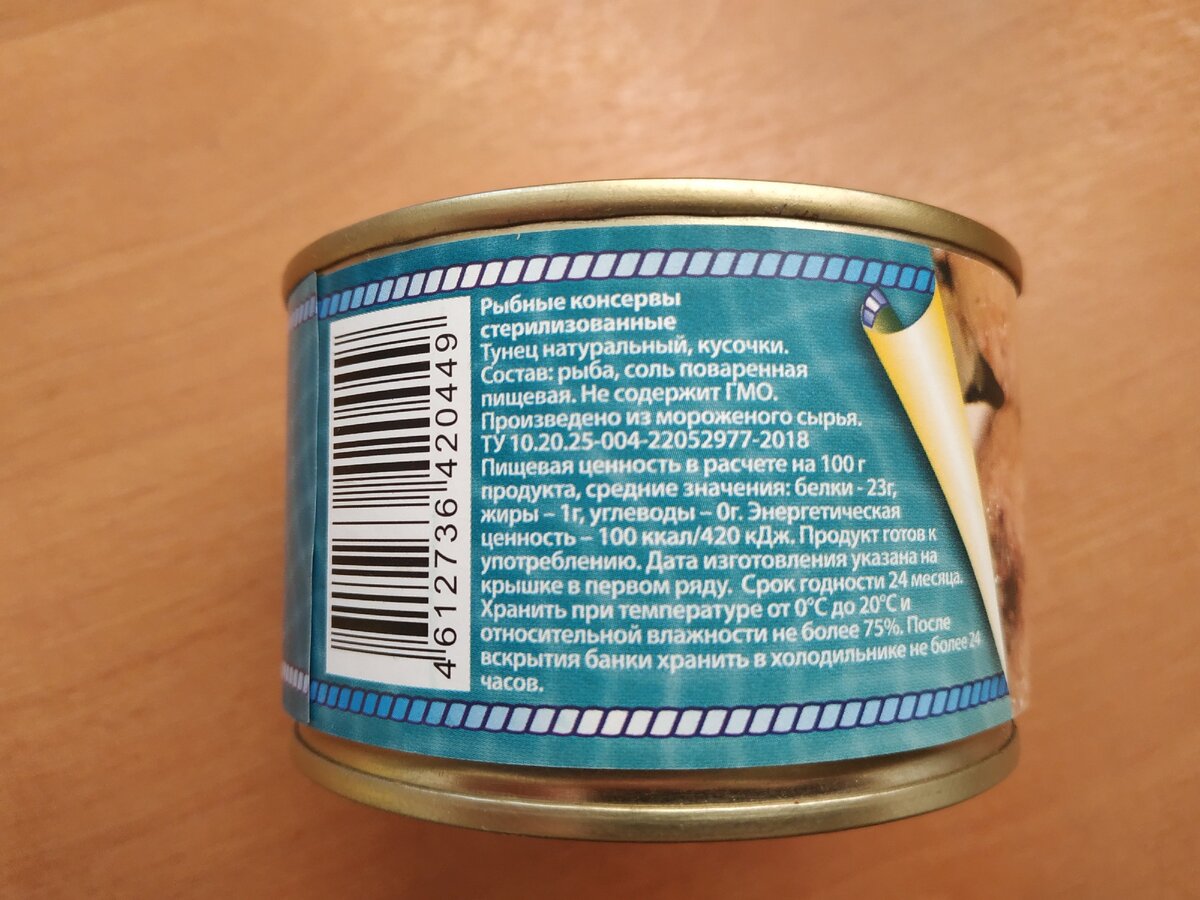 Рыбные консервы
стерилизованные
Тунец натуральный, кусочки.
Состав: рыба, соль поваренная
пищевая. Не содержит ГМО.
Произведено из мороженого сырья.
ТУ 10.20.25-004-22052977-2018
Пищевая ценность в расчете на 100 г
продукта, средние значения: белки - 23г,
жиры – 1г, углеводы – 0г. Энергетическая
ценность – 100 ккал/420 кДж. Продукт готов к
употреблению. Дата изготовления указана на
крышке в первом ряду. Срок годности 24 месяца.
Хранить при температуре от 0°С до 20°С и
относительной влажности не более 75%. После
вскрытия банки хранить в холодильнике не более 24
часов.
4 612736 420449